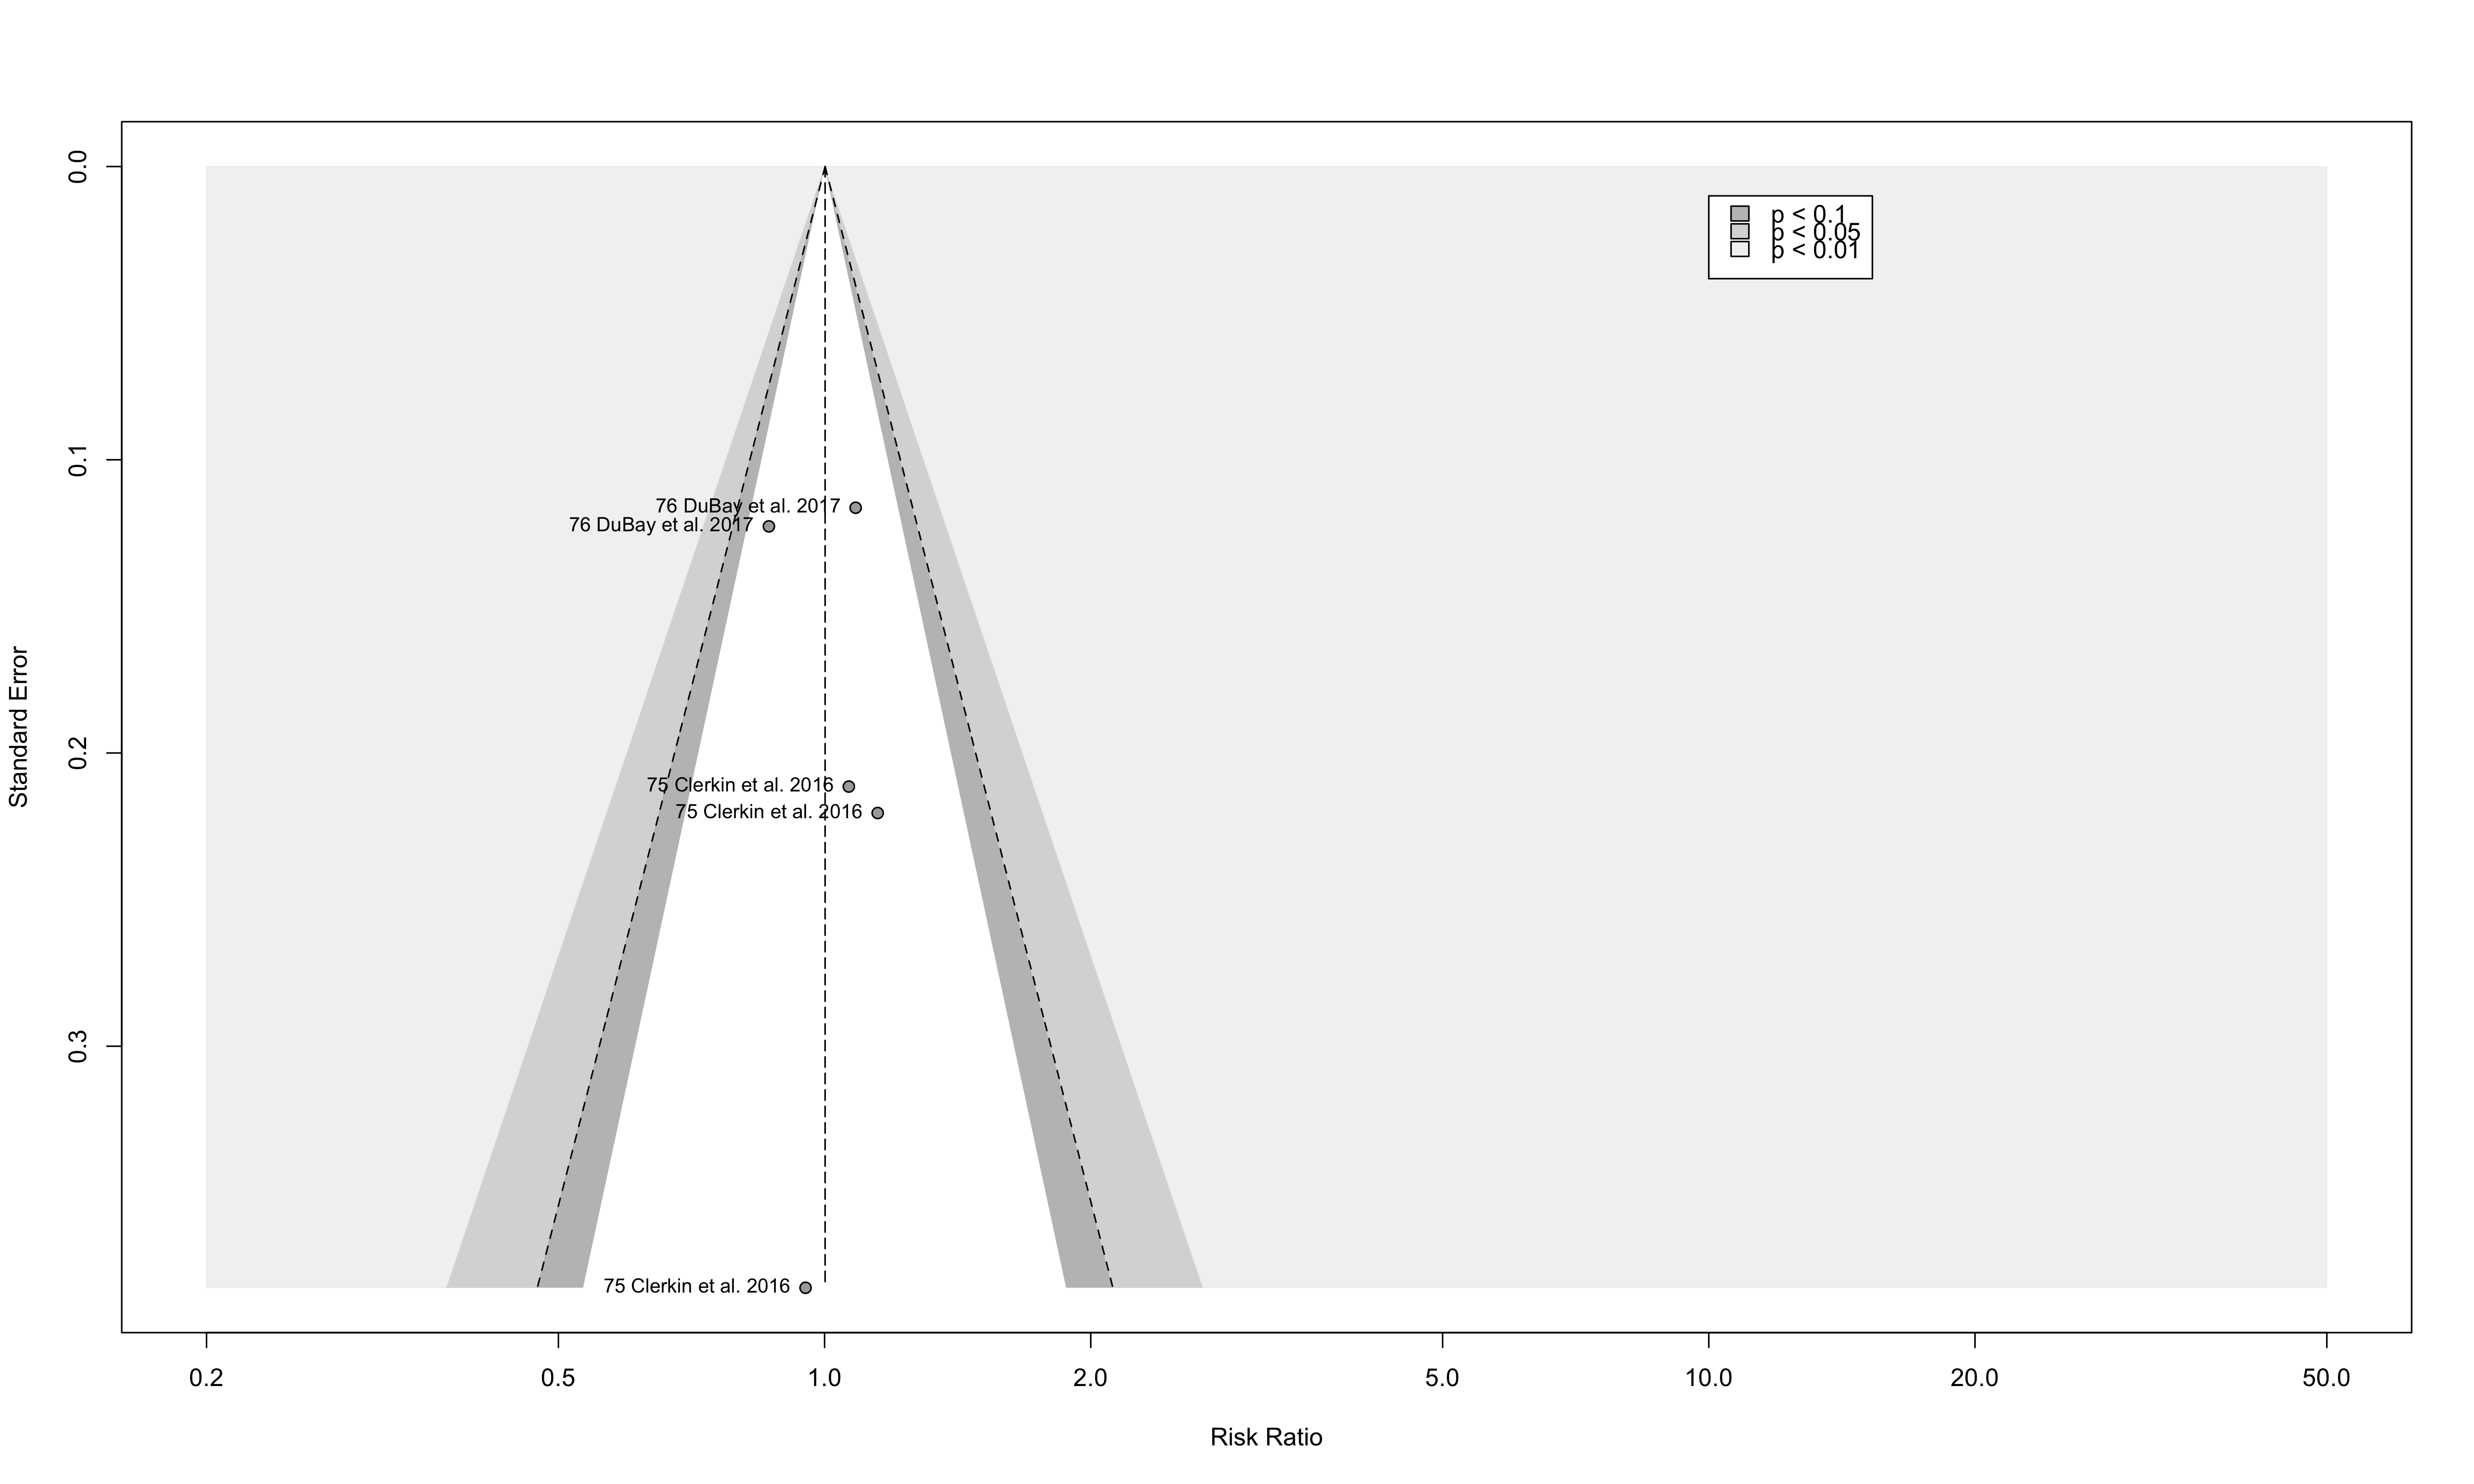 0.0
p < 0.1
p < 0.05
p < 0.01
0.1
76 DuBay et al. 2017
76 DuBay et al. 2017
Standard Error
0.2
75 Clerkin et al. 2016
75 Clerkin et al. 2016
0.3
75 Clerkin et al. 2016
0.2 0.5 1.0 2.0 5.0 10.0 20.0 50.0
Risk Ratio